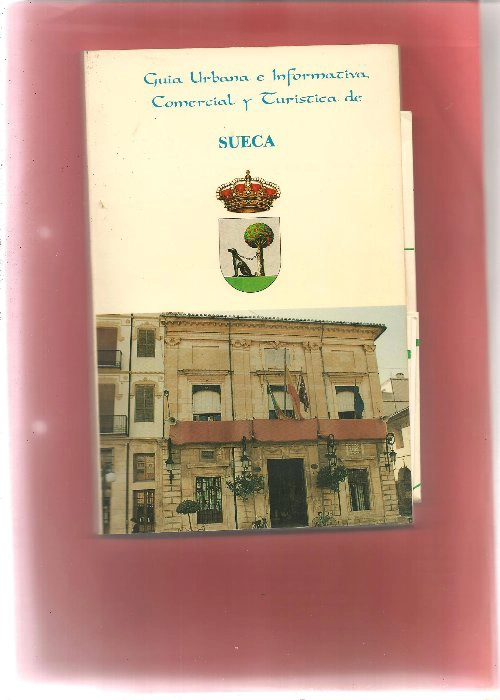 Guia Urbana e Informativa,
Comercial y Turistica de
SUECA